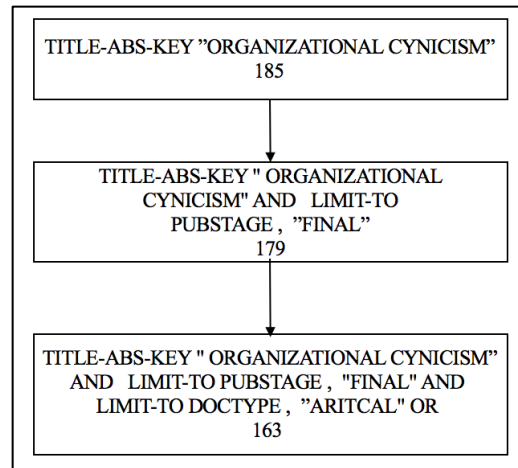 TITLE-ABS-KEY ”ORGANIZATIONAL CYNICISM”
185
TITLE-ABS-KEY " ORGANIZATIONAL
CYNICISM" AND LIMIT-TO
PUBSTAGE , ”FINAL”
179
TITLE-ABS-KEY " ORGANIZATIONAL CYNICISM”
AND LIMIT-TO PUBSTAGE , "FINAL" AND
LIMIT-TO DOCTYPE , ”ARITCAL" OR
163